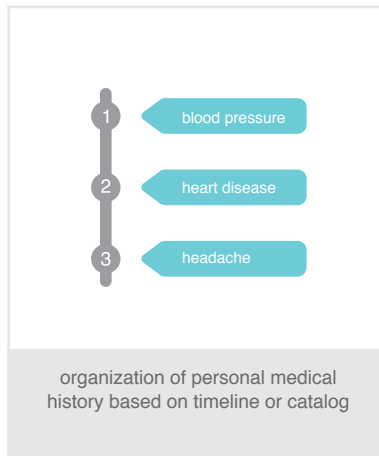 1
blood pressure
2
heart disease
3
headache
organization of personal medical
history based on timeline or catalog